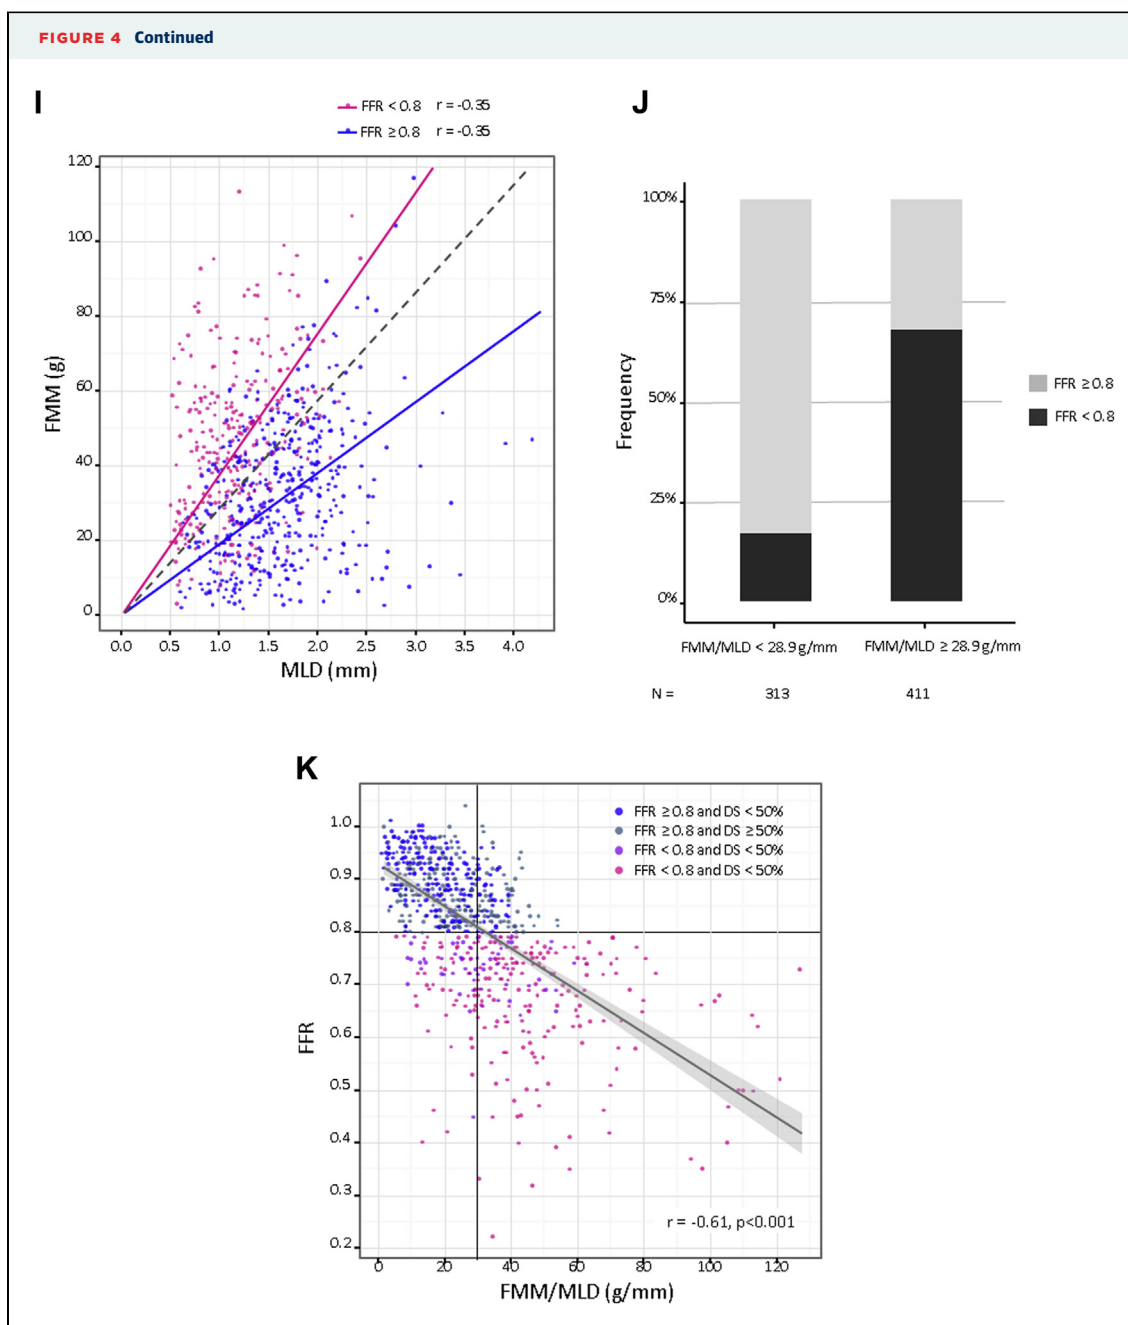 FIGURE 4 Continued
I
FFR < 0.8 r = -0.35
FFR ≥ 0.8 r = -0.35
120
100
80
60
40
20
0
FMM (g)
0.0 0.5 1.0 1.5 2.0 2.5 3.0 3.5 4.0
MLD (mm)
J
100%
75%
50%
25%
0%
Frequency
FFR ≥ 0.8
FFR < 0.8
FMM/MLD < 28.9 g/mm FMM/MLD ≥ 28.9 g/mm
N = 313 411
K
FFR ≥ 0.8 and DS < 50%
FFR ≥ 0.8 and DS ≥ 50%
FFR < 0.8 and DS < 50%
FFR < 0.8 and DS < 50%
1.0
0.9
0.8
0.7
0.6
0.5
0.4
0.3
0.2
FFR
r = -0.61, p<0.001
0 20 40 60 80 100 120
FMM/MLD (g/mm)